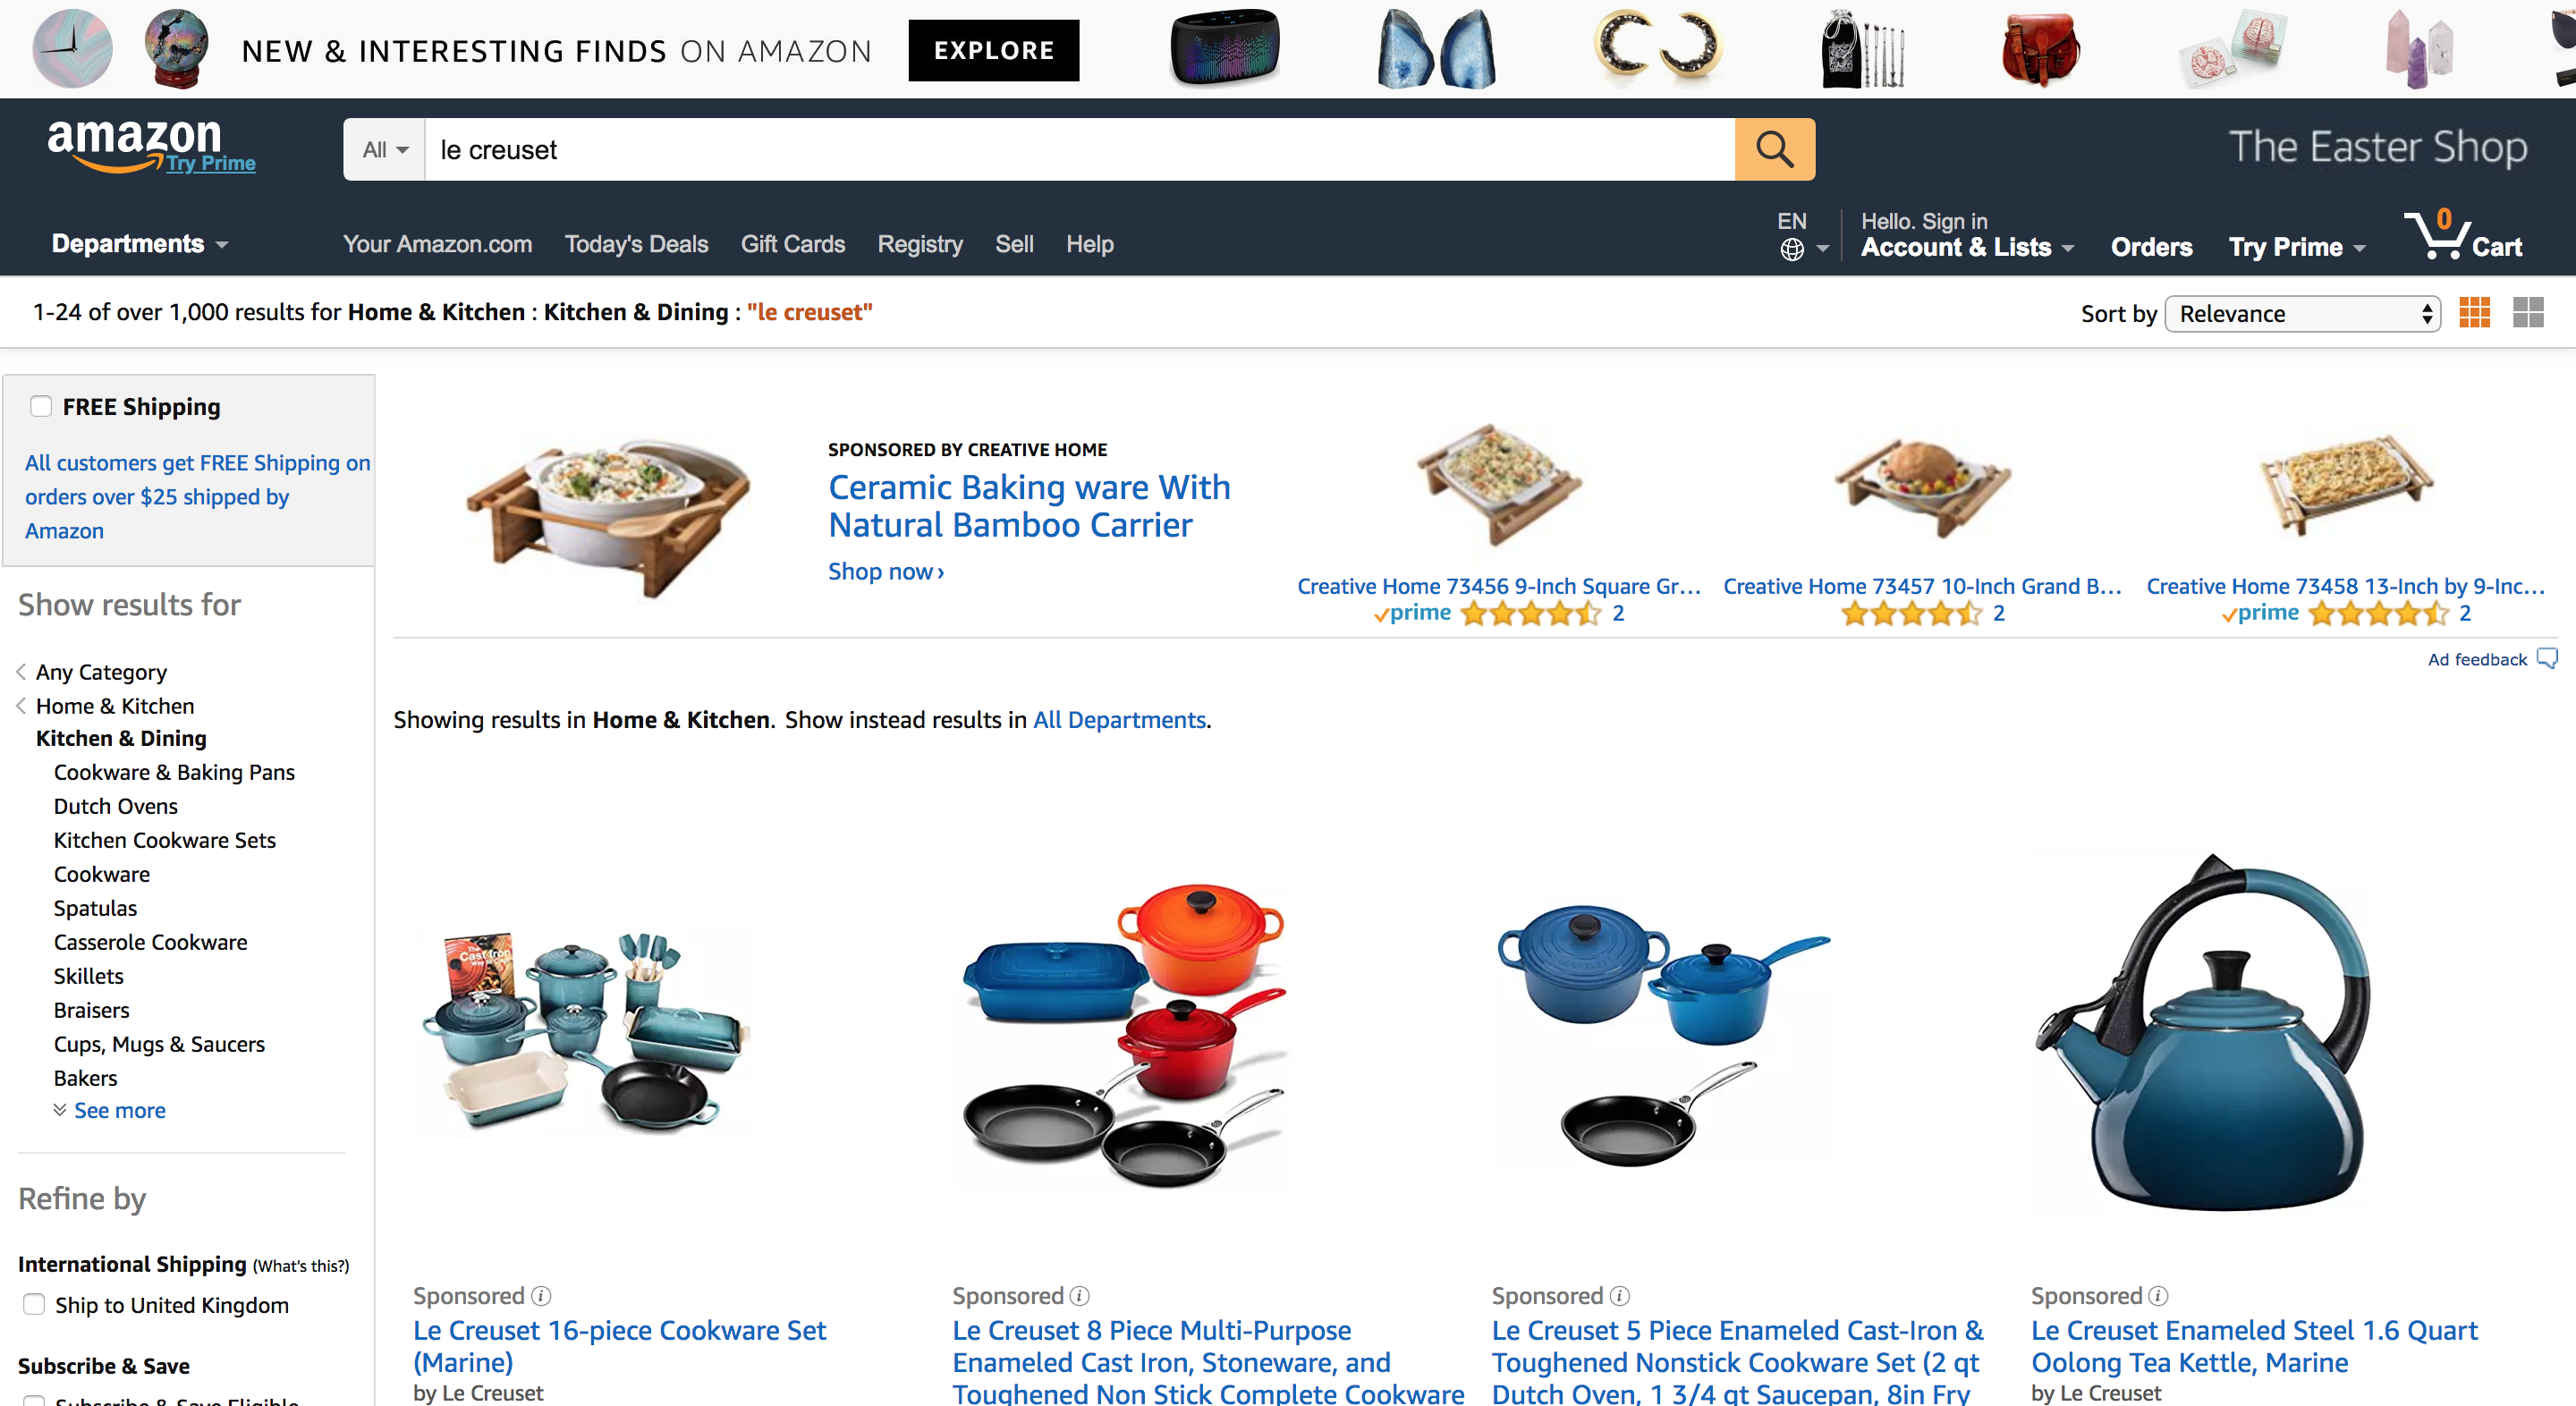 NEW & INTERESTING FINDS ON AMAZON
EXPLORE
amazon
Try Prime
All
le creuset
The Easter Shop
Departments
Your Amazon.com
Today's Deals
Gift Cards
Registry
Sell
Help
EN
Hello. Sign in
Account & Lists
Orders
Try Prime
0
Cart
1-24 of over 1,000 results for Home & Kitchen : Kitchen & Dining : "le creuset"
Sort by
Relevance
FREE Shipping
All customers get FREE Shipping on
orders over $25 shipped by
Amazon
Show results for
Any Category
Home & Kitchen
Kitchen & Dining
Cookware & Baking Pans
Dutch Ovens
Kitchen Cookware Sets
Cookware
Spatulas
Casserole Cookware
Skillets
Braisers
Cups, Mugs & Saucers
Bakers
See more
Refine by
International Shipping (What's this?)
Ship to United Kingdom
Subscribe & Save
Subscribe & Save Eligible
SPONSORED BY CREATIVE HOME
Ceramic Baking ware With
Natural Bamboo Carrier
Shop now ›
Creative Home 73456 9-Inch Square Gr...
prime 2
Creative Home 73457 10-Inch Grand B...
2
Creative Home 73458 13-Inch by 9-Inc...
prime 2
Ad feedback
Showing results in Home & Kitchen. Show instead results in All Departments.
Cast Iron
Sponsored
Le Creuset 16-piece Cookware Set
(Marine)
by Le Creuset
Sponsored
Le Creuset 8 Piece Multi-Purpose
Enameled Cast Iron, Stoneware, and
Toughened Non Stick Complete Cookware
Sponsored
Le Creuset 5 Piece Enameled Cast-Iron &
Toughened Nonstick Cookware Set (2 qt
Dutch Oven, 1 3/4 qt Saucepan, 8in Fry
Sponsored
Le Creuset Enameled Steel 1.6 Quart
Oolong Tea Kettle, Marine
by Le Creuset